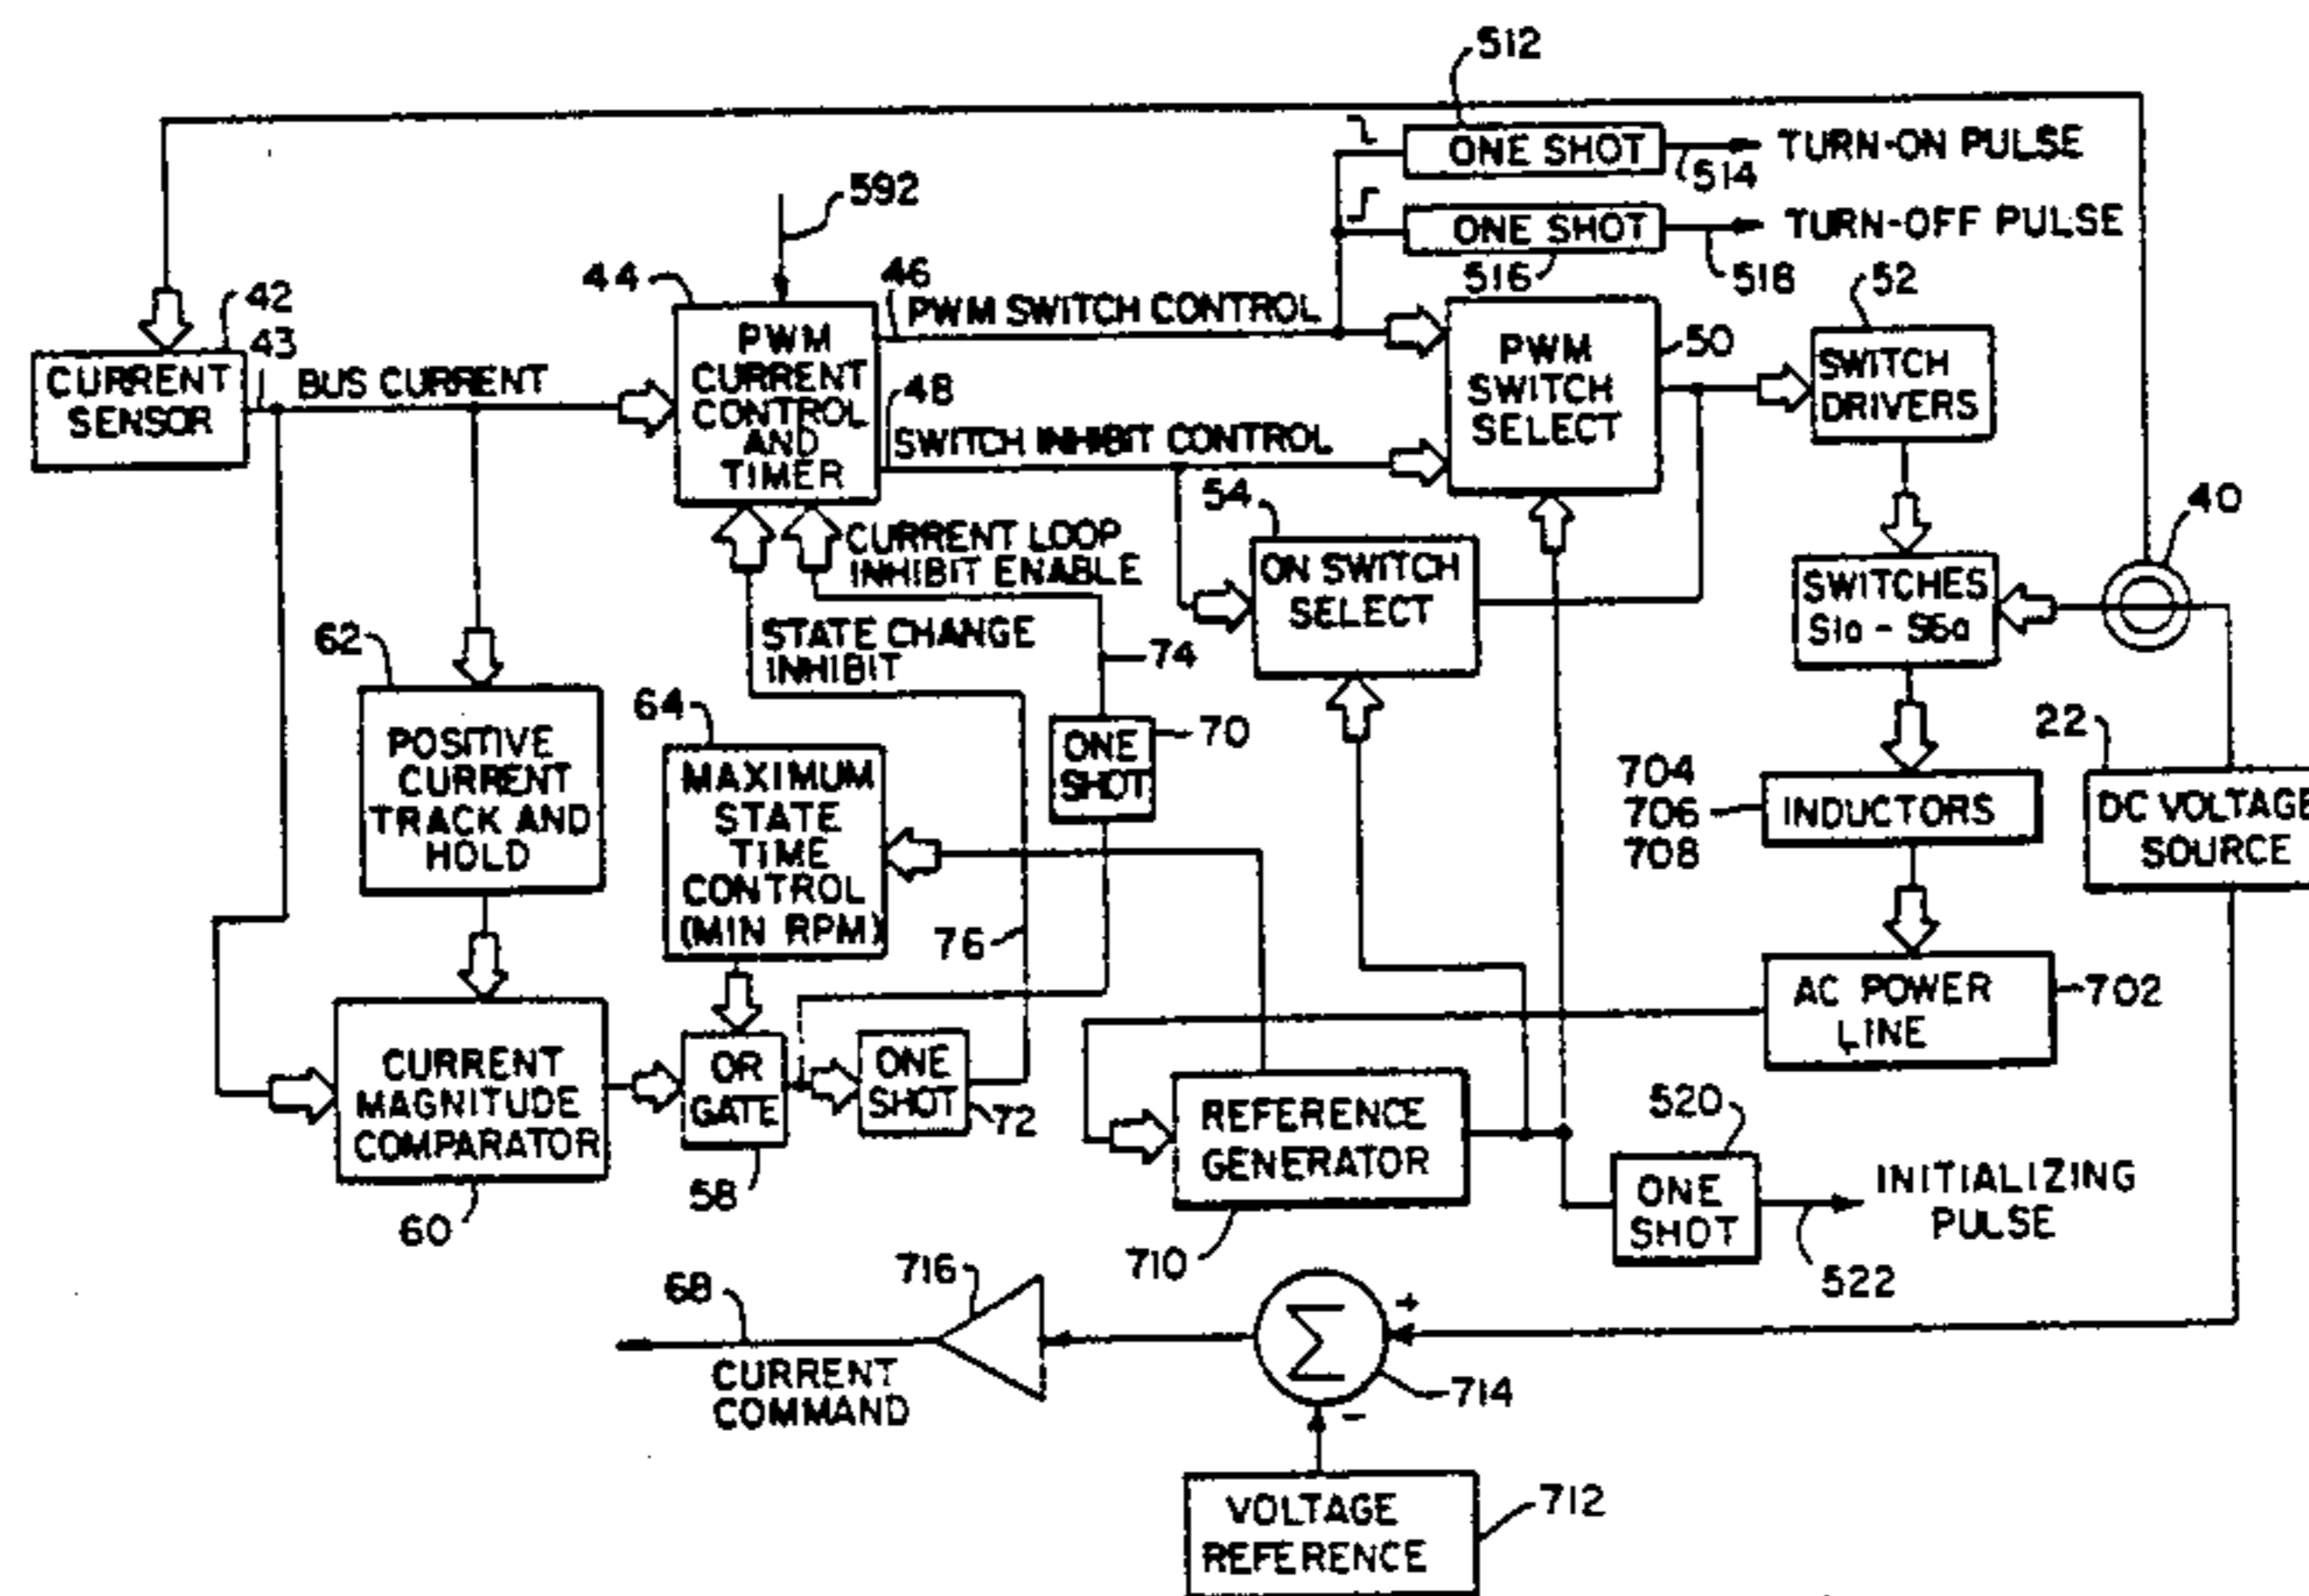 512
ONE SHOT
TURN-ON PULSE
514
592
ONE SHOT
TURN-OFF PULSE
516
518
42
43
CURRENT
SENSOR
BUS CURRENT
44
PWM
CURRENT
CONTROL
AND
TIMER
46
PWM SWITCH CONTROL
48
SWITCH INHIBIT CONTROL
PWM
SWITCH
SELECT
50
52
SWITCH
DRIVERS
54
ON SWITCH
SELECT
40
SWITCHES
S1a - S6a
CURRENT LOOP
INHIBIT ENABLE
STATE CHANGE
INHIBIT
74
62
POSITIVE
CURRENT
TRACK AND
HOLD
64
MAXIMUM
STATE
TIME
CONTROL
(MIN RPM)
ONE
SHOT
70
76
704
706
708
INDUCTORS
22
DC VOLTAGE
SOURCE
AC POWER
LINE
702
CURRENT
MAGNITUDE
COMPARATOR
60
OR
GATE
58
ONE
SHOT
72
REFERENCE
GENERATOR
710
520
ONE
SHOT
INITIALIZING
PULSE
522
68
CURRENT
COMMAND
716
Σ
+
714
-
VOLTAGE
REFERENCE
712